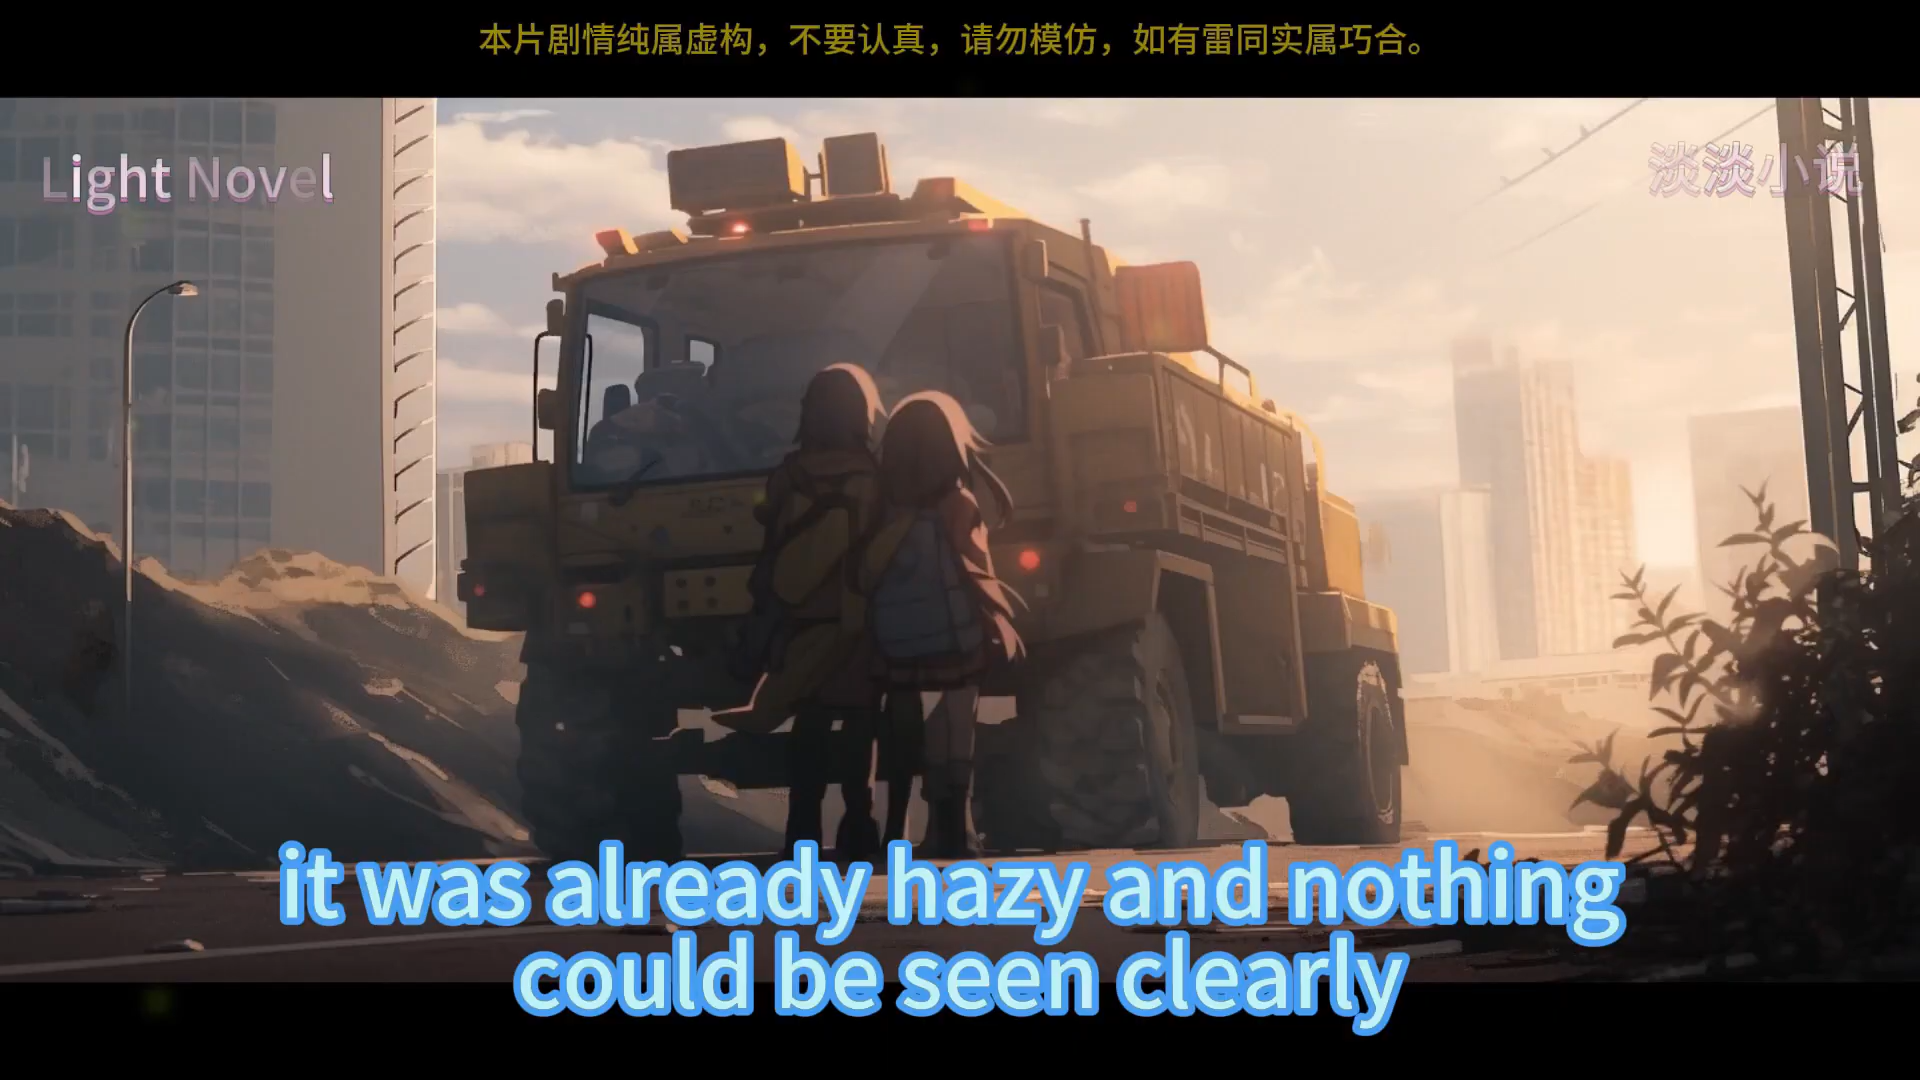 本片剧情纯属虚构，不要认真，请勿模仿，如有雷同实属巧合。
Light Novel
淡淡小说
it was already hazy and nothing
could be seen clearly